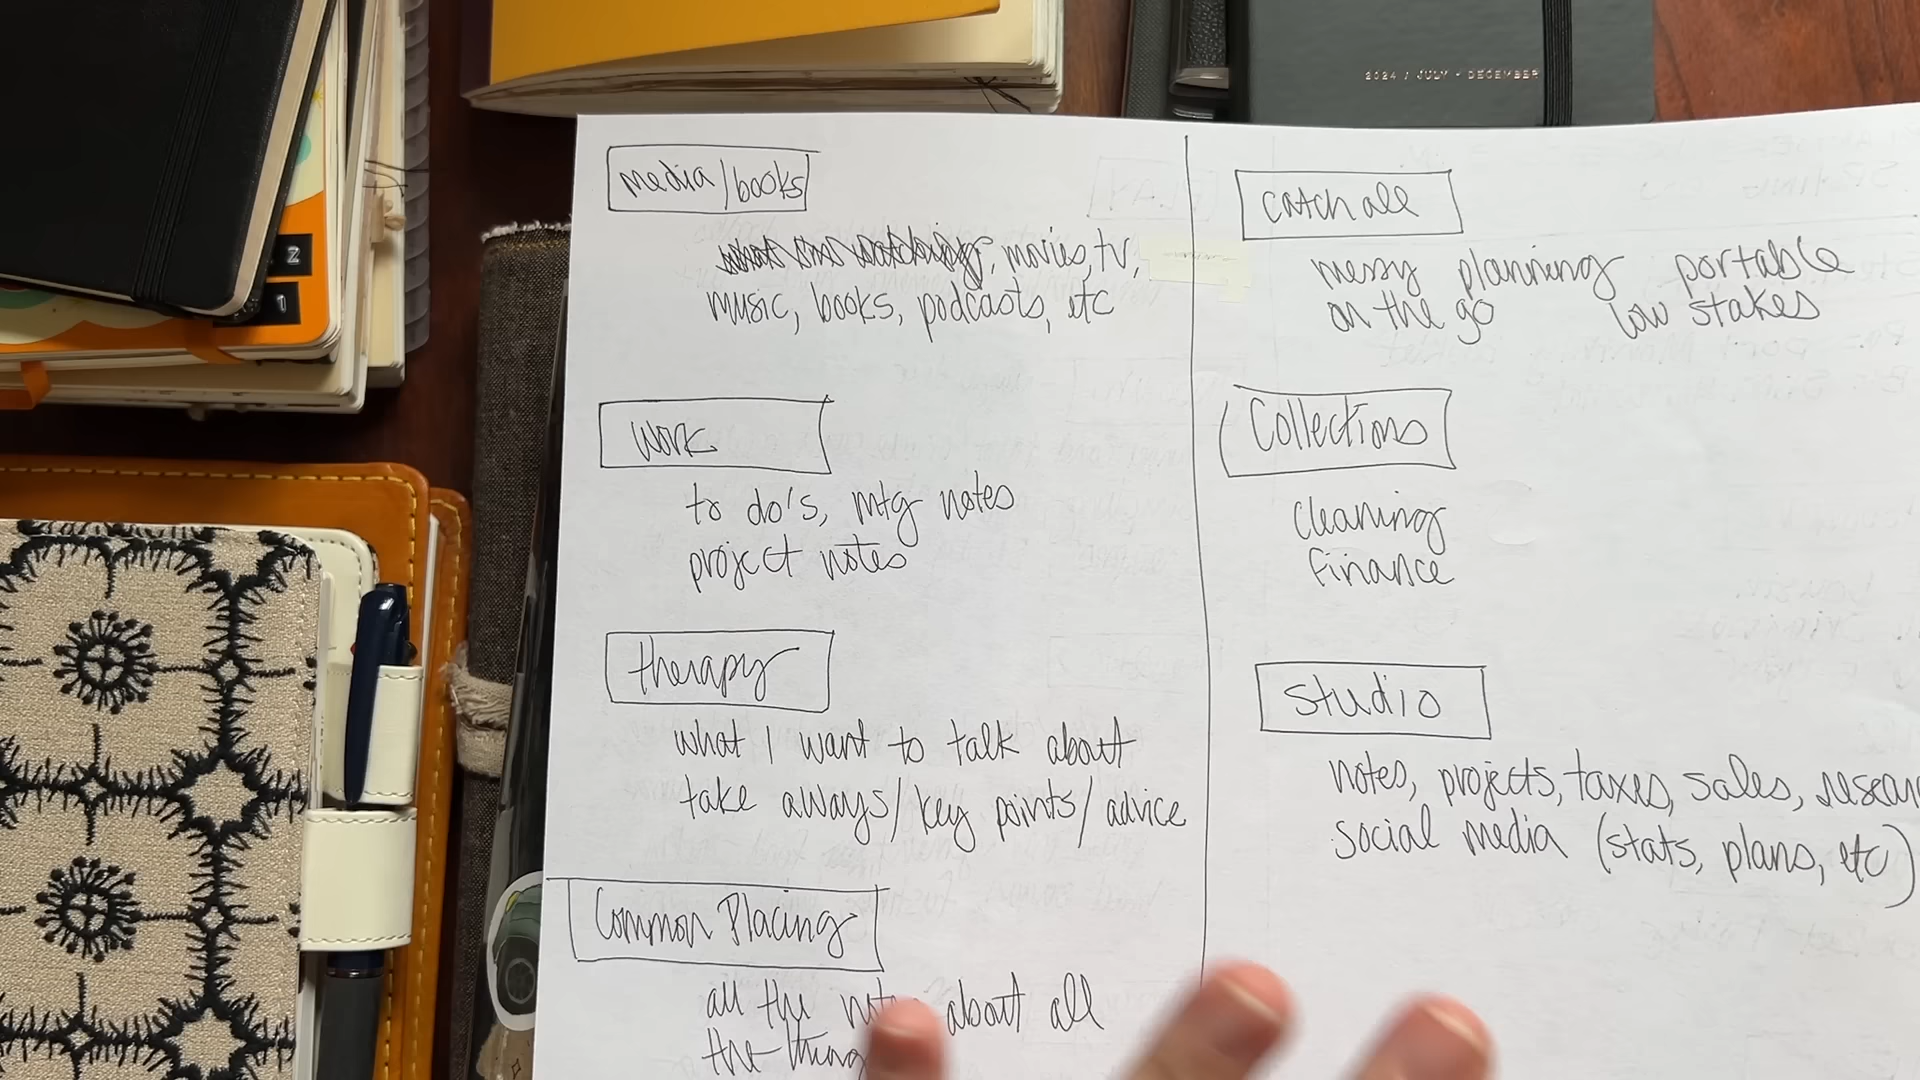 2024 / JULY - DECEMBER
media/books
movies, tv,
music, books, podcasts, etc
work
to do's, mtg notes
project notes
therapy
what I want to talk about
take aways/key points/advice
Common Placing
all the about all
the
catch all
messy planning portable
on the go low stakes
Collections
cleaning
finance
studio
notes, projects, taxes, sales,
social media (stats, plans, etc)
Z
1